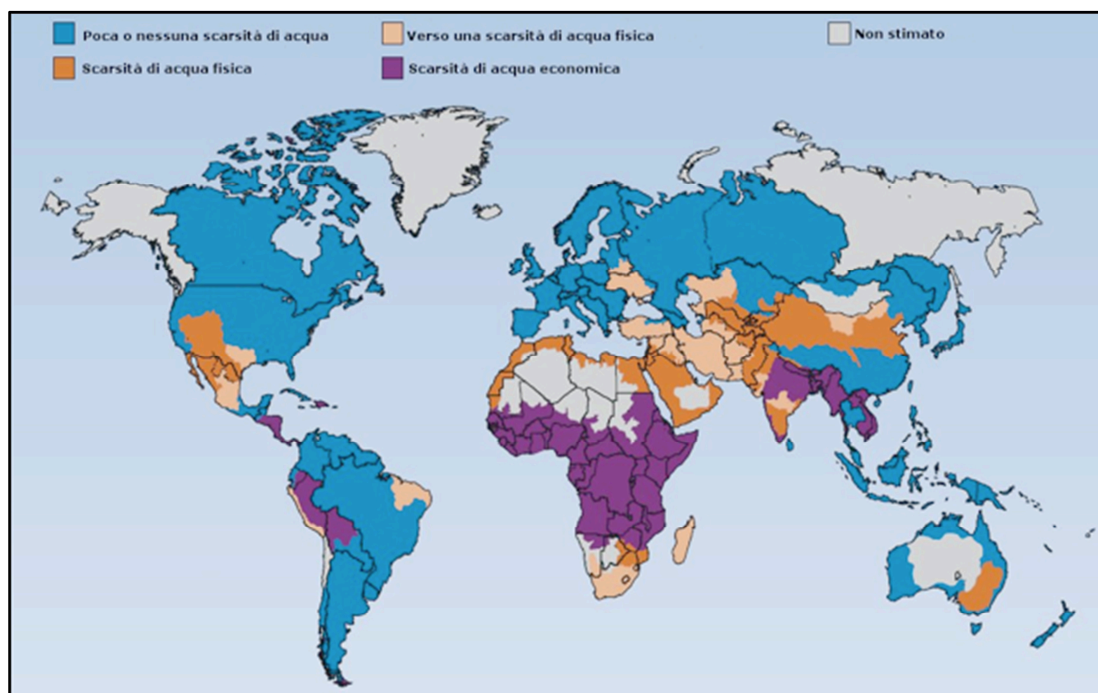 Poca o nessuna scarsità di acqua
Verso una scarsità di acqua fisica
Non stimato
Scarsità di acqua fisica
Scarsità di acqua economica